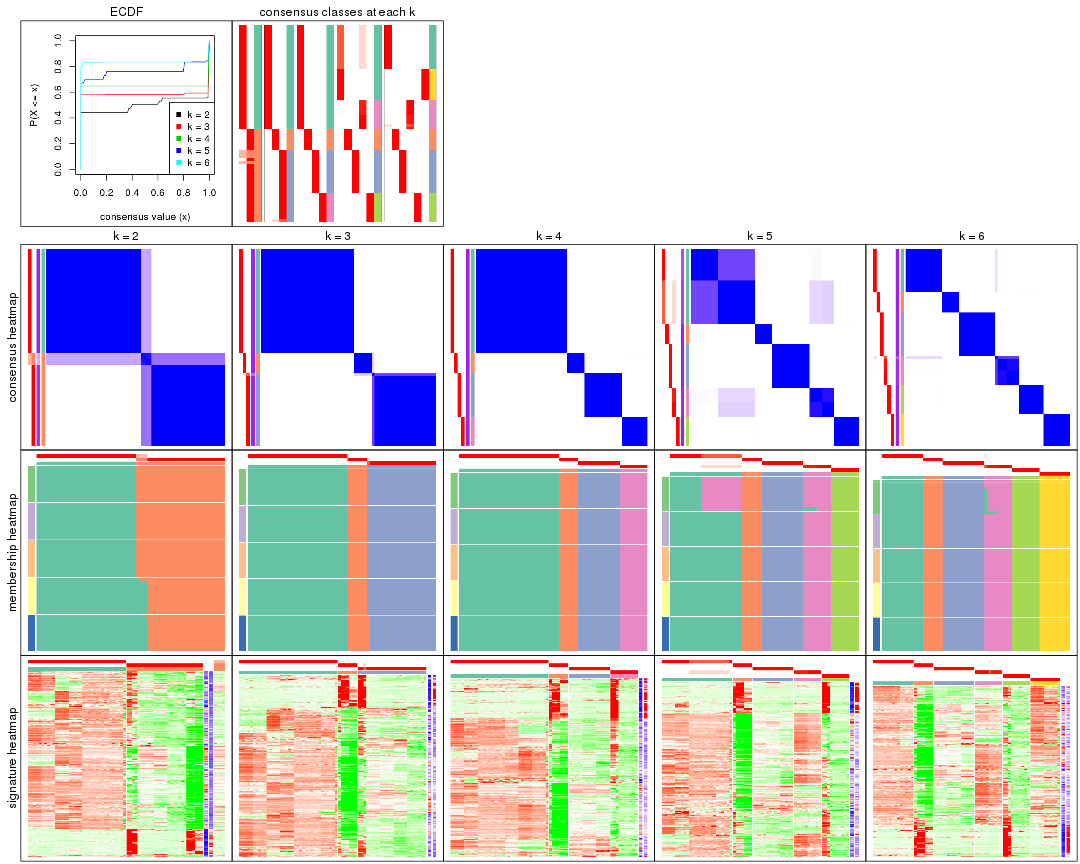 ECDF
consensus classes at each k
P(X <= x)
1.0
0.8
0.6
0.4
0.2
0.0
k = 2
k = 3
k = 4
k = 5
k = 6
0.0 0.2 0.4 0.6 0.8 1.0
consensus value (x)
k = 2
k = 3
k = 4
k = 5
k = 6
consensus heatmap
membership heatmap
signature heatmap